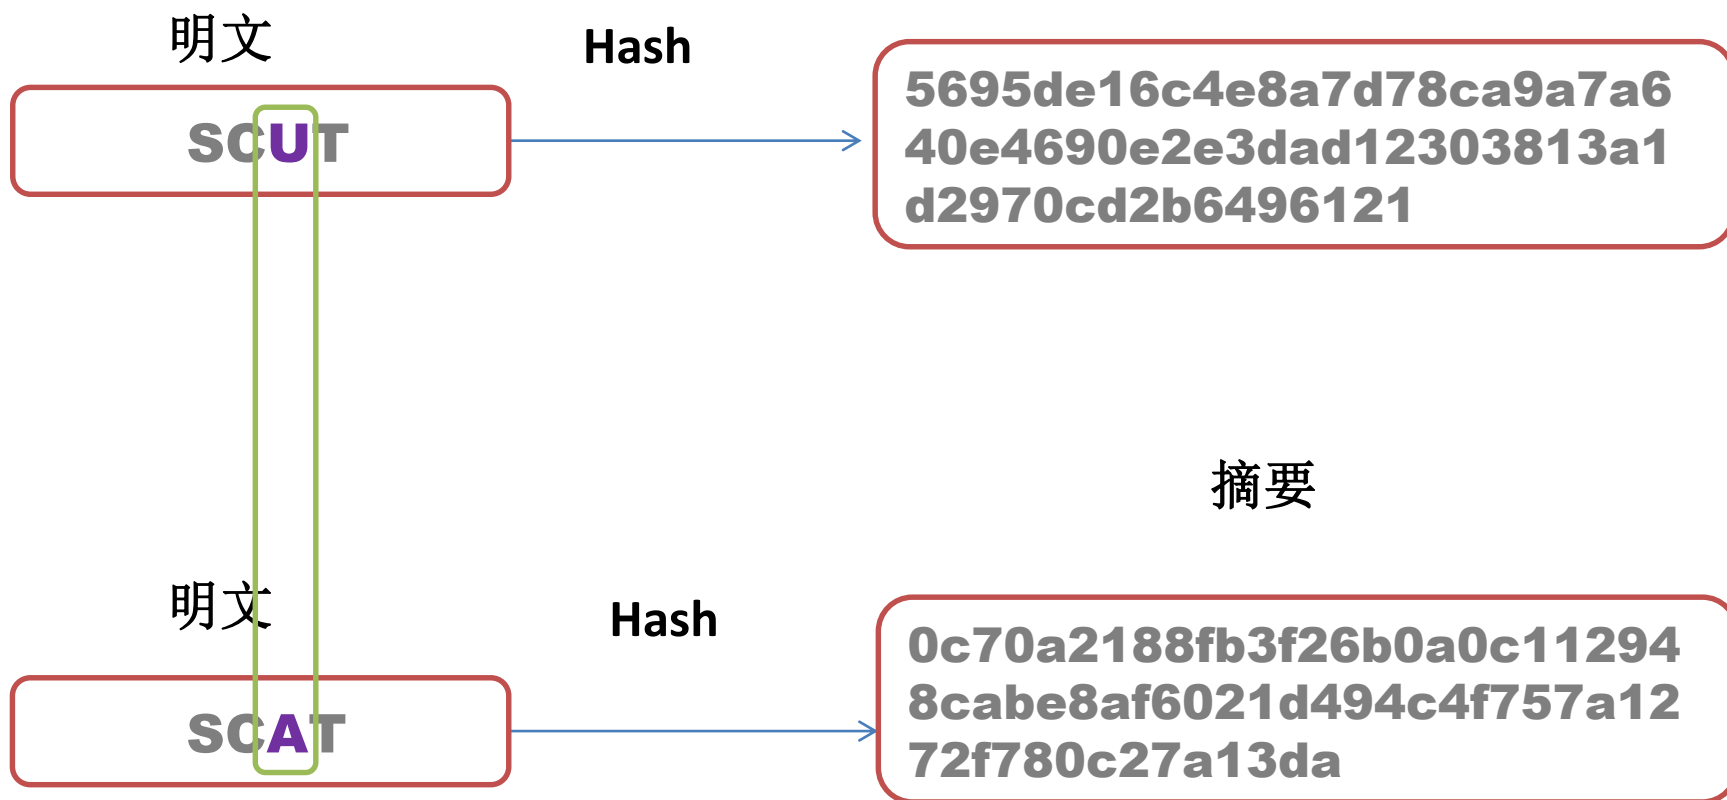 明文
Hash
SCUT
5695de16c4e8a7d78ca9a7a6
40e4690e2e3dad12303813a1
d2970cd2b6496121
摘要
明文
Hash
SCAT
0c70a2188fb3f26b0a0c11294
8cabe8af6021d494c4f757a12
72f780c27a13da